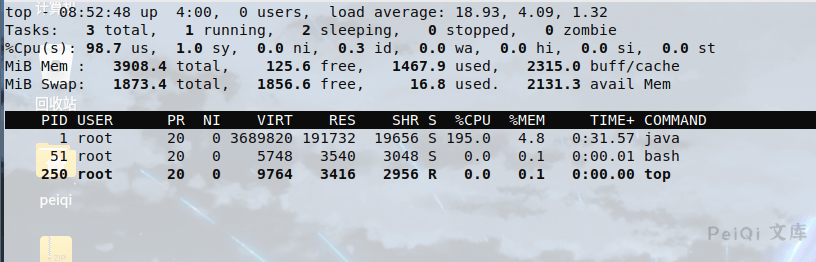 top - 08:52:48 up  4:00,  0 users,  load average: 18.93, 4.09, 1.32
Tasks:   3 total,   1 running,   2 sleeping,   0 stopped,   0 zombie
%Cpu(s): 98.7 us,  1.0 sy,  0.0 ni,  0.3 id,  0.0 wa,  0.0 hi,  0.0 si,  0.0 st
MiB Mem :   3908.4 total,    125.6 free,   1467.9 used,   2315.0 buff/cache
MiB Swap:   1873.4 total,   1856.6 free,     16.8 used.   2131.3 avail Mem
回收站
PID USER      PR  NI    VIRT    RES    SHR S  %CPU  %MEM     TIME+ COMMAND
1 root      20   0 3689820 191732  19656 S 195.0   4.8   0:31.57 java
51 root      20   0    5748   3540   3048 S   0.0   0.1   0:00.01 bash
250 root      20   0    9764   3416   2956 R   0.0   0.1   0:00.00 top
peiqi
PeiQi 文库
ZIP